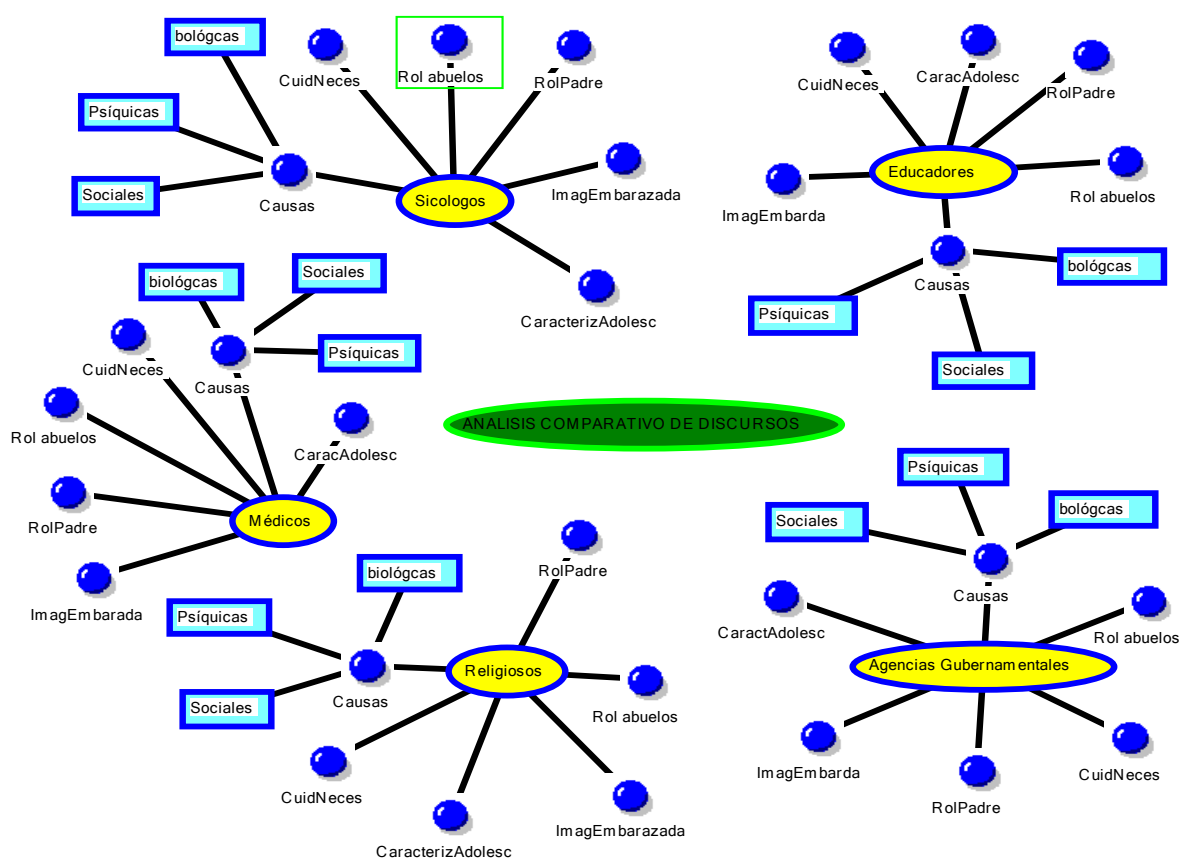 bológcas
CuidNeces
Rol abuelos
RolPadre
Psíquicas
Sociales
Causas
Sicologos
ImagEmbarazada
CaracterizAdolesc
CuidNeces
CaracAdolesc
RolPadre
Educadores
ImagEmbarda
Rol abuelos
Causas
bológcas
Psíquicas
Sociales
biológcas
Sociales
Psíquicas
CuidNeces
Causas
Rol abuelos
CaracAdolesc
RolPadre
Médicos
ImagEmbarada
ANALISIS COMPARATIVO DE DISCURSOS
biológcas
RolPadre
Psíquicas
Sociales
Causas
Religiosos
Rol abuelos
CuidNeces
CaracterizAdolesc
ImagEmbarazada
Psíquicas
Sociales
bológcas
Causas
CaractAdolesc
Rol abuelos
Agencias Gubernamentales
ImagEmbarda
RolPadre
CuidNeces